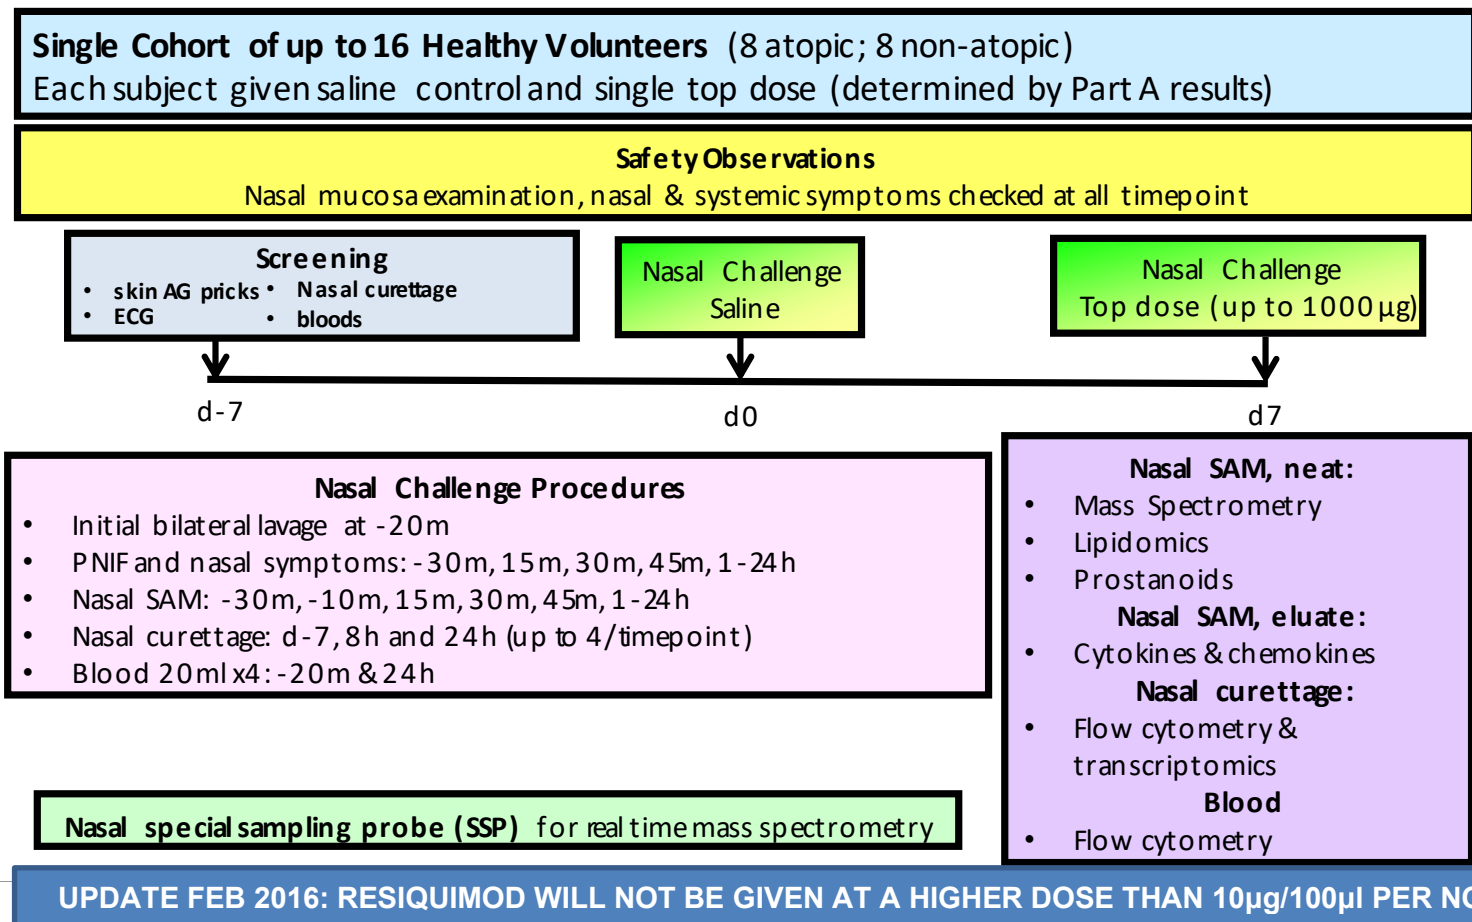 Single Cohort of up to 16 Healthy Volunteers (8 atopic; 8 non-atopic)
Each subject given saline control and single top dose (determined by Part A results)
Safety Observations
Nasal mucosa examination, nasal & systemic symptoms checked at all timepoint
Screening
• skin AG pricks • Nasal curettage
• ECG • bloods
Nasal Challenge
Saline
Nasal Challenge
Top dose (up to 1000 µg)
d-7
d0
d7
Nasal Challenge Procedures
• Initial bilateral lavage at -20m
• PNIF and nasal symptoms: -30m, 15m, 30m, 45m, 1-24h
• Nasal SAM: -30m, -10m, 15m, 30m, 45m, 1-24h
• Nasal curettage: d-7, 8h and 24h (up to 4/timepoint)
• Blood 20ml x4: -20m & 24h
Nasal SAM, neat:
• Mass Spectrometry
• Lipidomics
• Prostanoids
Nasal SAM, eluate:
• Cytokines & chemokines
Nasal curettage:
• Flow cytometry &
transcriptomics
Blood
• Flow cytometry
Nasal special sampling probe (SSP) for real time mass spectrometry
UPDATE FEB 2016: RESIQUIMOD WILL NOT BE GIVEN AT A HIGHER DOSE THAN 10µg/100µl PER